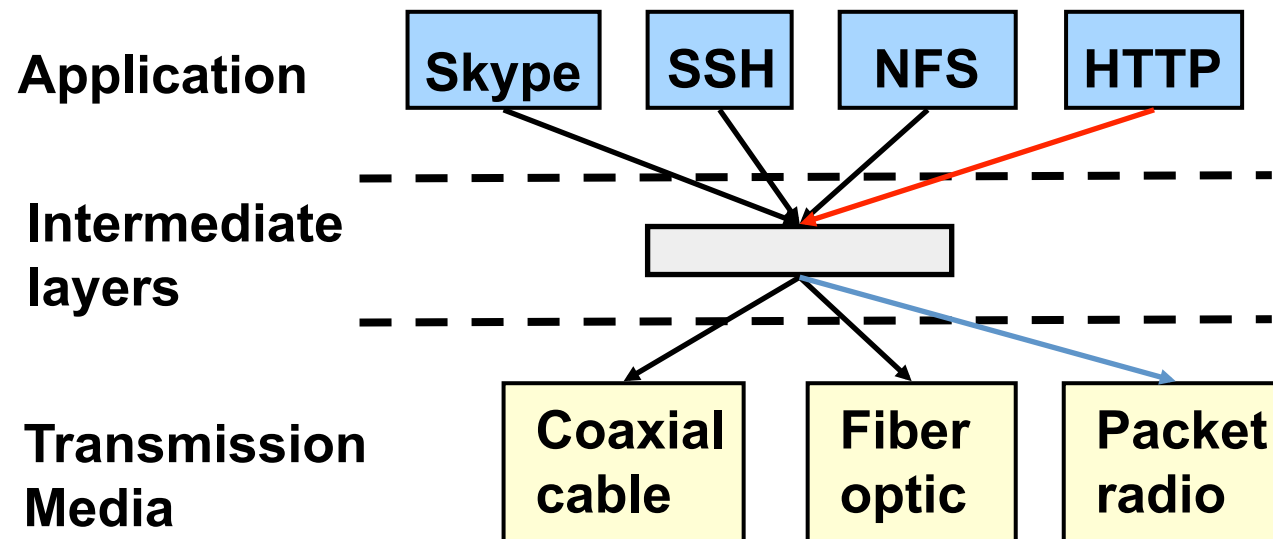 Application
Skype
SSH
NFS
HTTP
Intermediate
layers
Transmission
Media
Coaxial
cable
Fiber
optic
Packet
radio